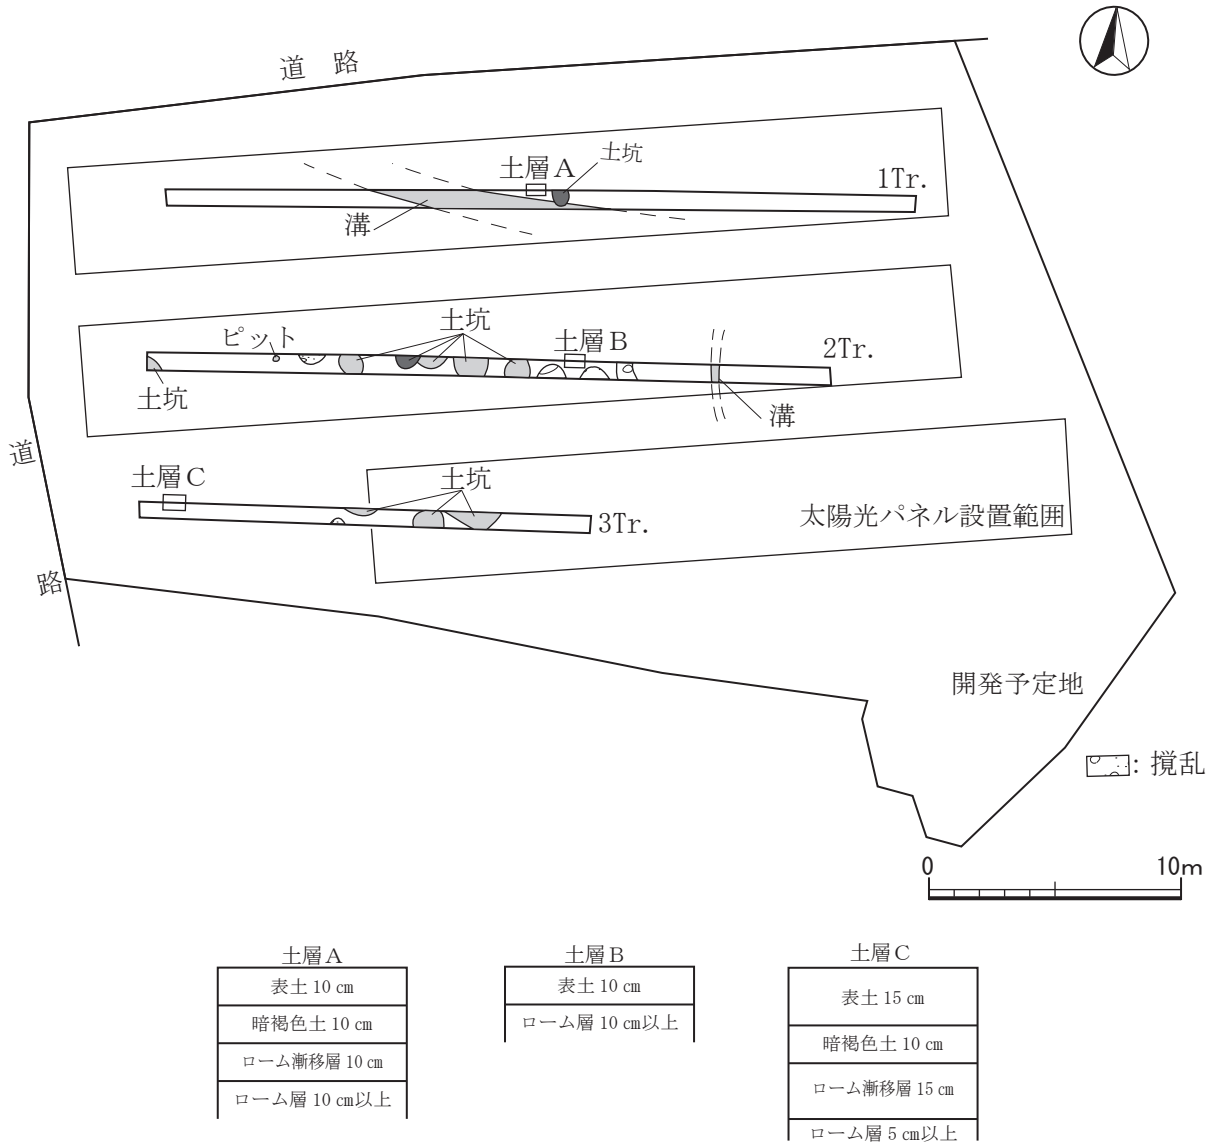 道 路
土層A
土坑
1Tr.
溝
ピット
土坑
土層B
2Tr.
土坑
溝
道
路
土層C
土坑
3Tr.
太陽光パネル設置範囲
開発予定地
: 撹乱
0 10m
土層A
表土 10 ㎝
暗褐色土 10 ㎝
ローム漸移層 10 ㎝
ローム層 10 ㎝以上
土層B
表土 10 ㎝
ローム層 10 ㎝以上
土層C
表土 15 ㎝
暗褐色土 10 ㎝
ローム漸移層 15 ㎝
ローム層 5 ㎝以上